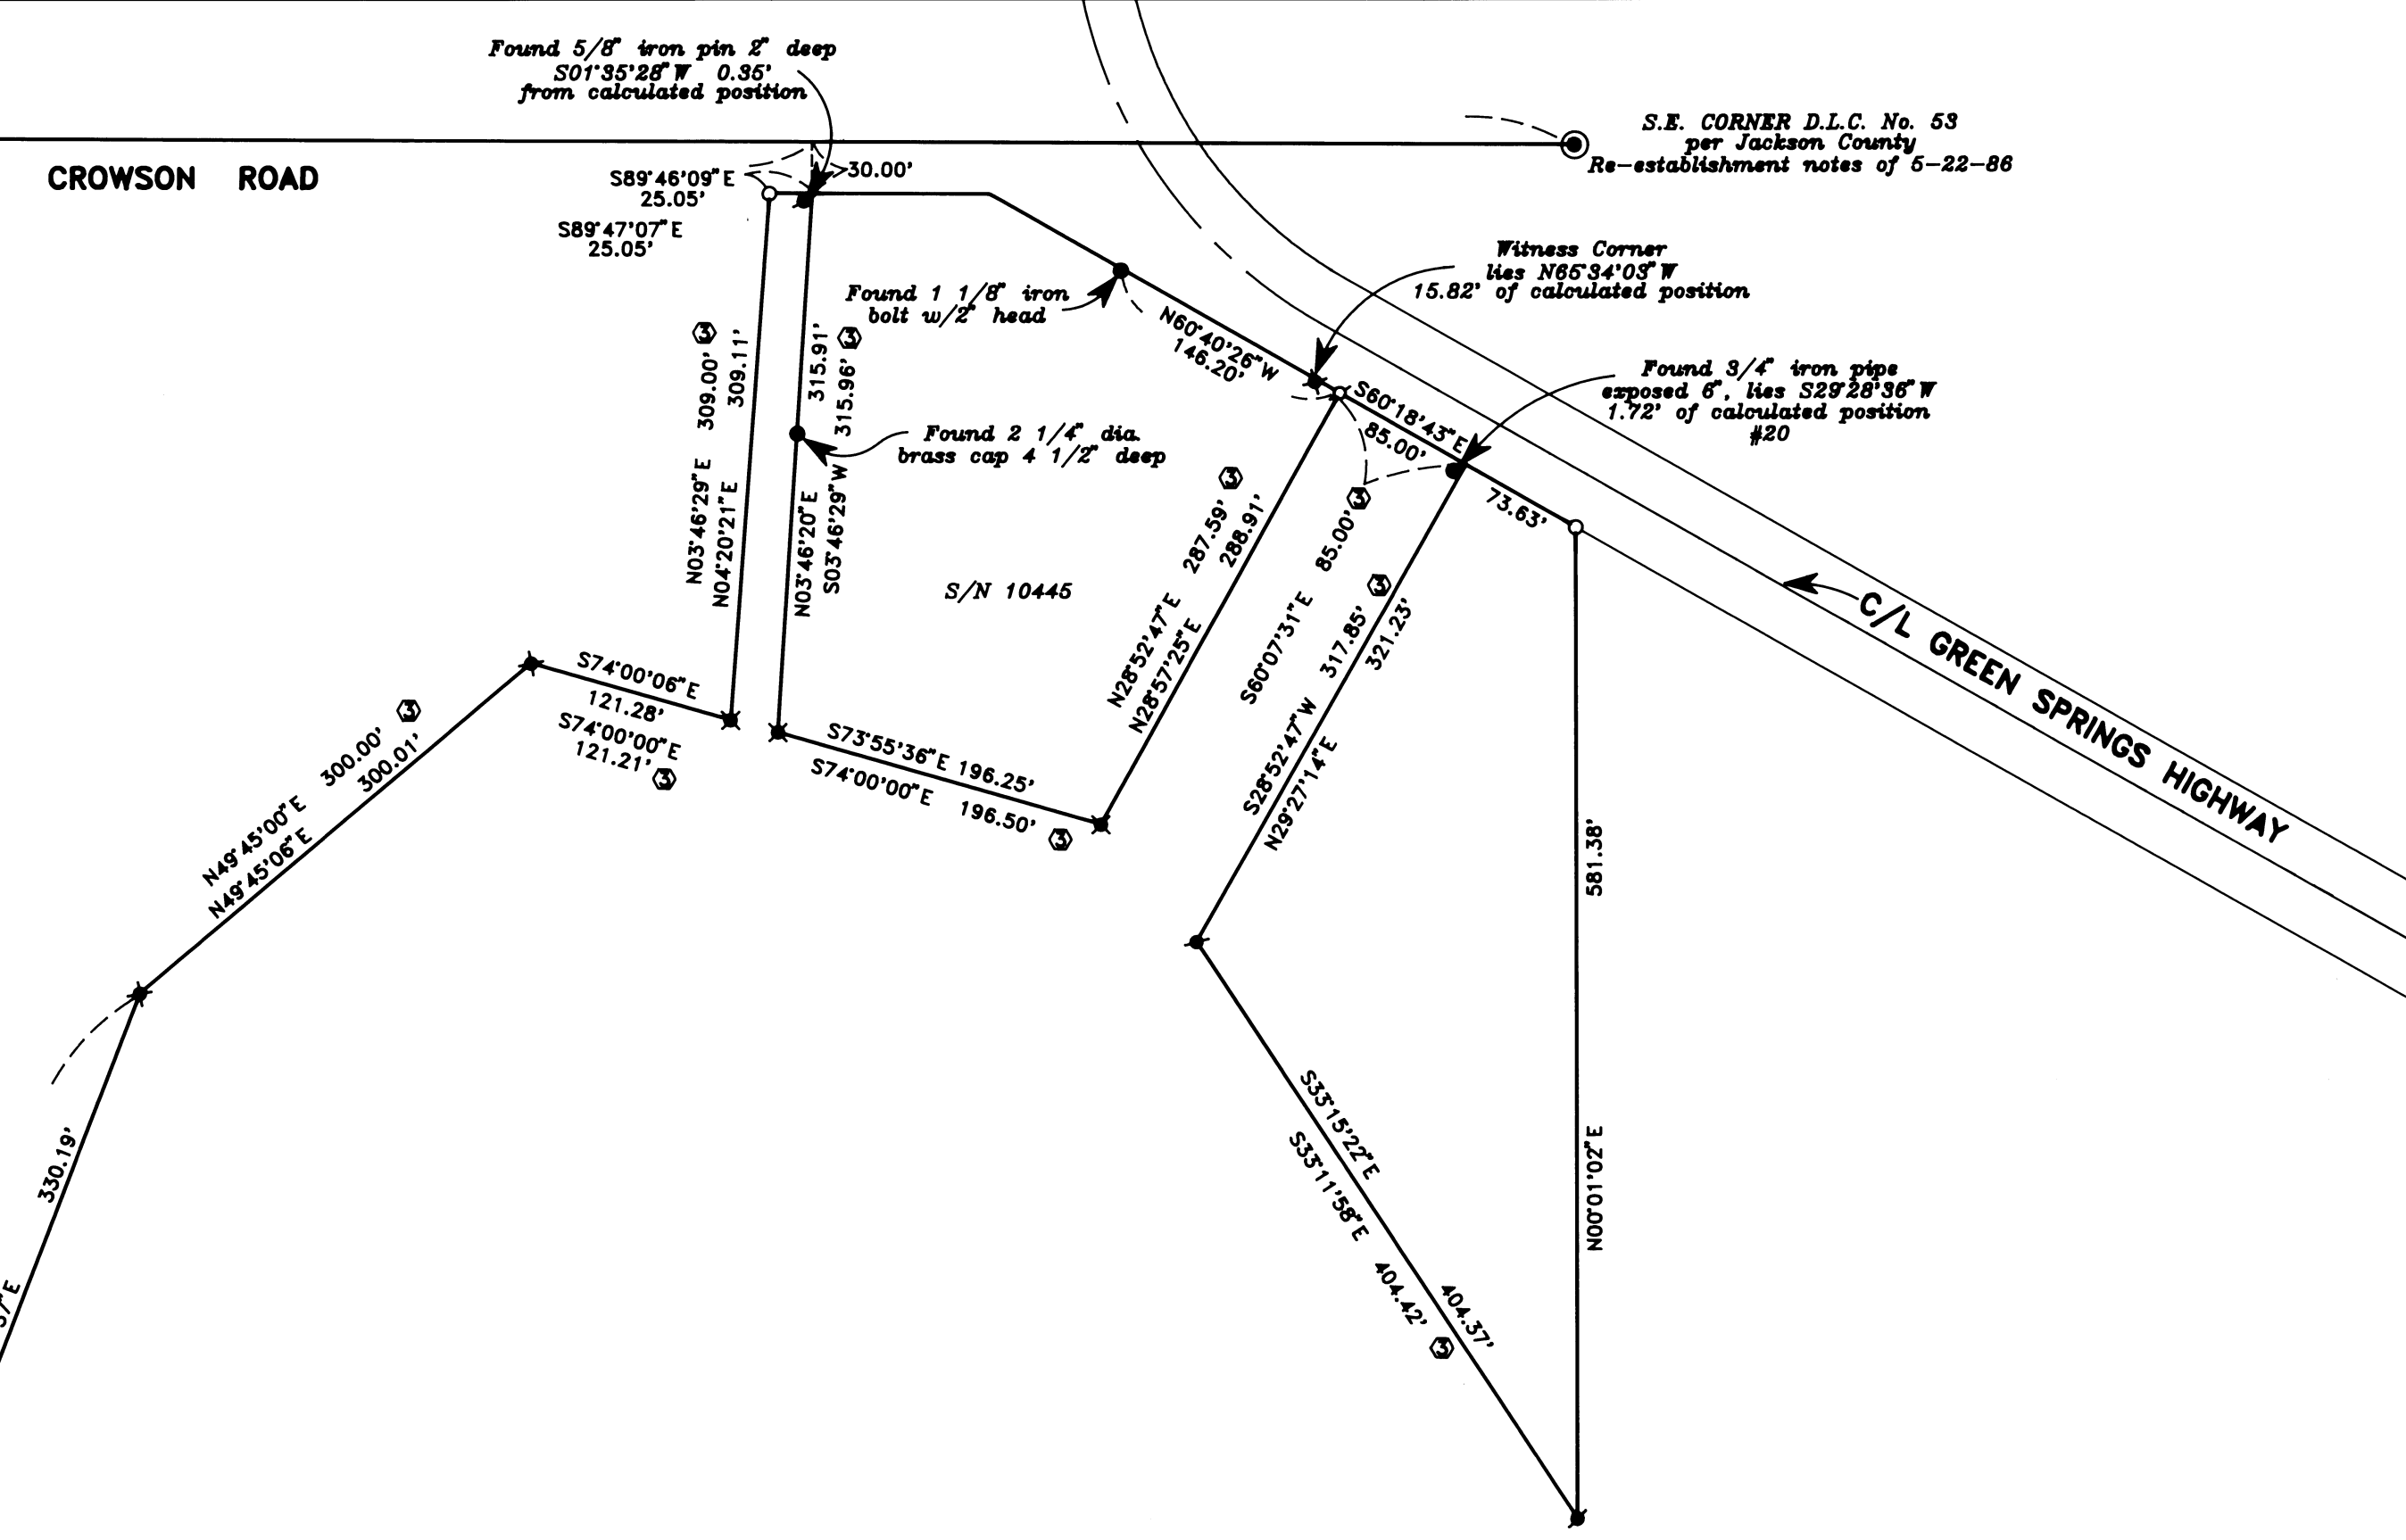 Found 5/8" iron pin 2" deep
S01°35'28"W 0.35'
from calculated position
S.E. CORNER D.L.C. No. 53
per Jackson County
Re-establishment notes of 5-22-86
CROWSON ROAD
S89°46'09"E
25.05'
30.00'
S89°47'07"E
25.05'
Witness Corner
lies N65°34'03"W
15.82' of calculated position
Found 1 1/8" iron
bolt w/2" head
N60°40'26"W
146.20'
Found 3/4" iron pipe
exposed 6", lies S29°28'36"W
1.72' of calculated position
#20
S60°18'43"E
85.00'
73.63'
N03°46'29"E 309.00' 3
N04°20'21"E 309.11'
N03°46'20"E 315.91'
S03°46'29"W 315.96' 3
Found 2 1/4" dia.
brass cap 4 1/2" deep
S/N 10445
N28°52'47"E 287.59' 3
N28°57'25"E 288.91'
S60°07'31"E 85.00' 3
S28°52'47"W 317.85' 3
N29°27'14"E 321.23'
C/L GREEN SPRINGS HIGHWAY
S74°00'06"E
121.28'
S74°00'00"E
121.21' 3
S73°55'36"E 196.25'
S74°00'00"E 196.50' 3
N49°45'00"E 300.00' 3
N49°45'06"E 300.01'
581.38'
N00°01'02"E
S33°15'22"E 404.37'
S33°11'58"E 404.42' 3
330.19'